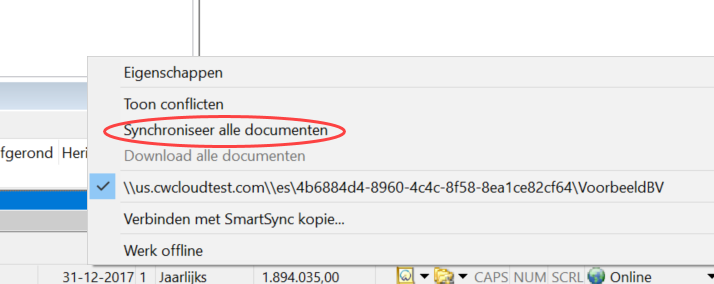 Eigenschappen
Toon conflicten
Synchroniseer alle documenten
Download alle documenten
\\us.cwcloudtest.com\\es\4b6884d4-8960-4c4c-8f58-8ea1ce82cf64\VoorbeeldBV
Verbinden met SmartSync kopie...
Werk offline
fgerond Heri
31-12-2017 1 Jaarlijks 1.894.035,00 CAPS NUM SCRL Online